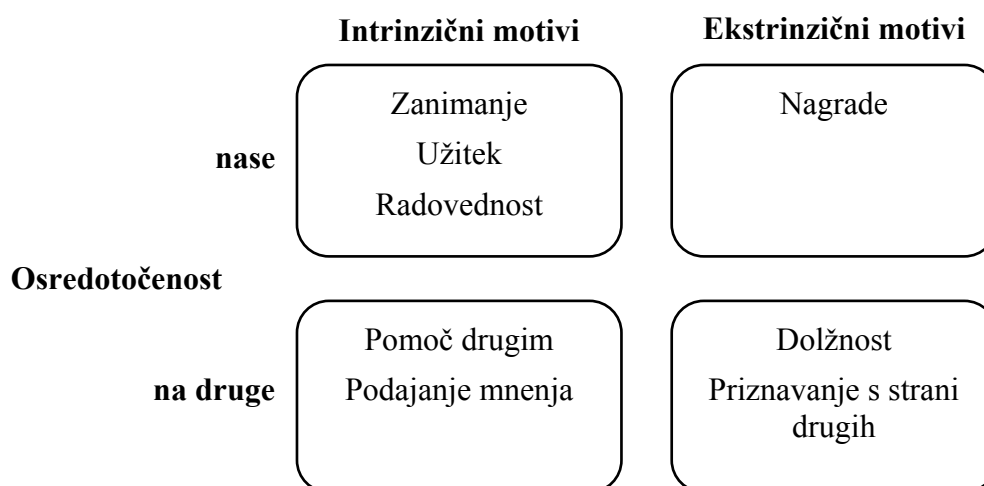 Intrinzični motivi
Ekstrinzični motivi
nase
Zanimanje
Užitek
Radovednost
Nagrade
Osredotočenost
na druge
Pomoč drugim
Podajanje mnenja
Dolžnost
Priznavanje s strani
drugih